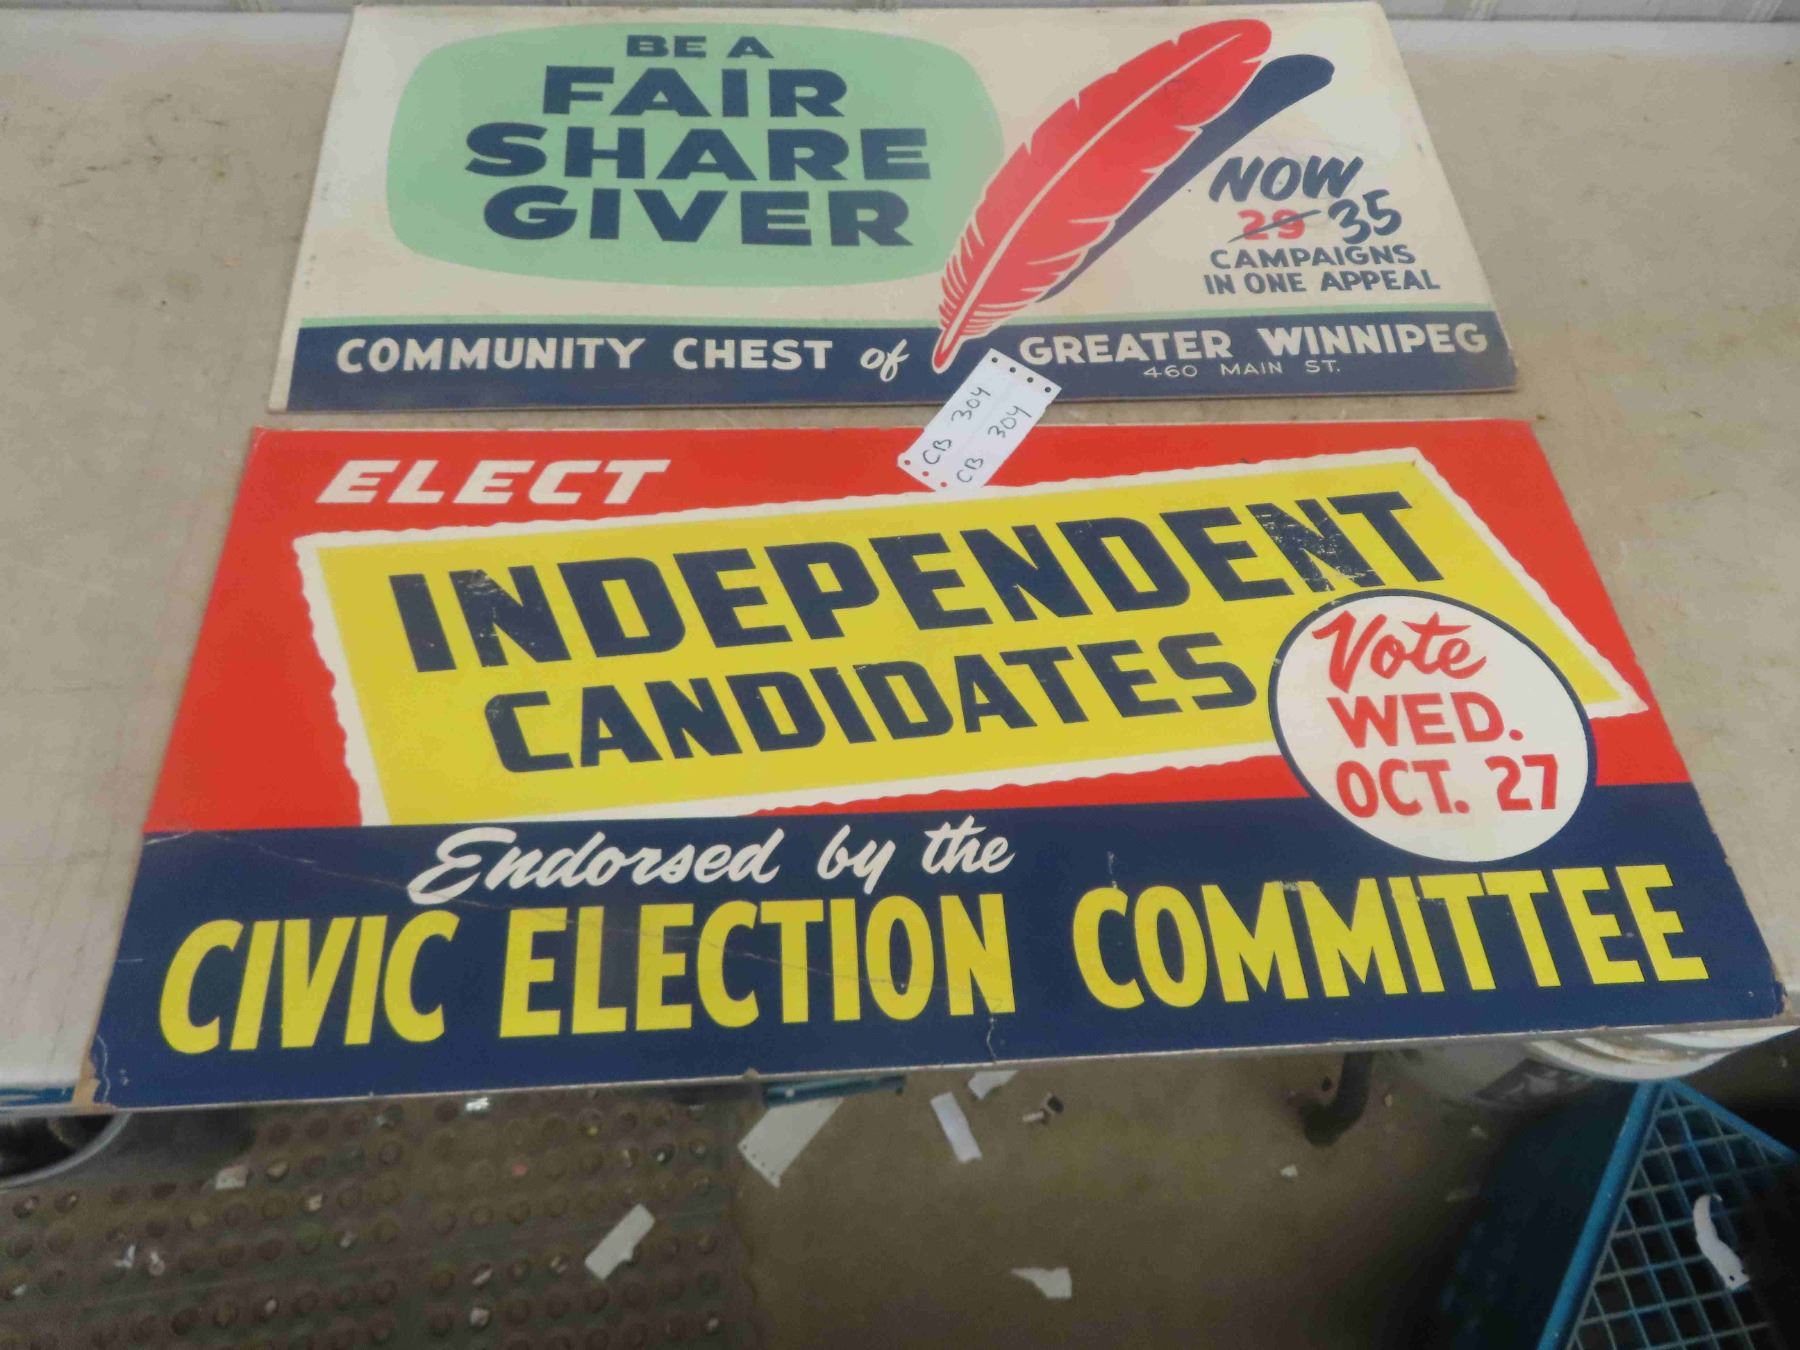 BE A
FAIR
SHARE
GIVER
NOW
29 35
CAMPAIGNS
IN ONE APPEAL
COMMUNITY CHEST of GREATER WINNIPEG
460 MAIN ST.
CB 304
CB 304
ELECT
INDEPENDENT
CANDIDATES
Vote
WED.
OCT. 27
Endorsed by the
CIVIC ELECTION COMMITTEE